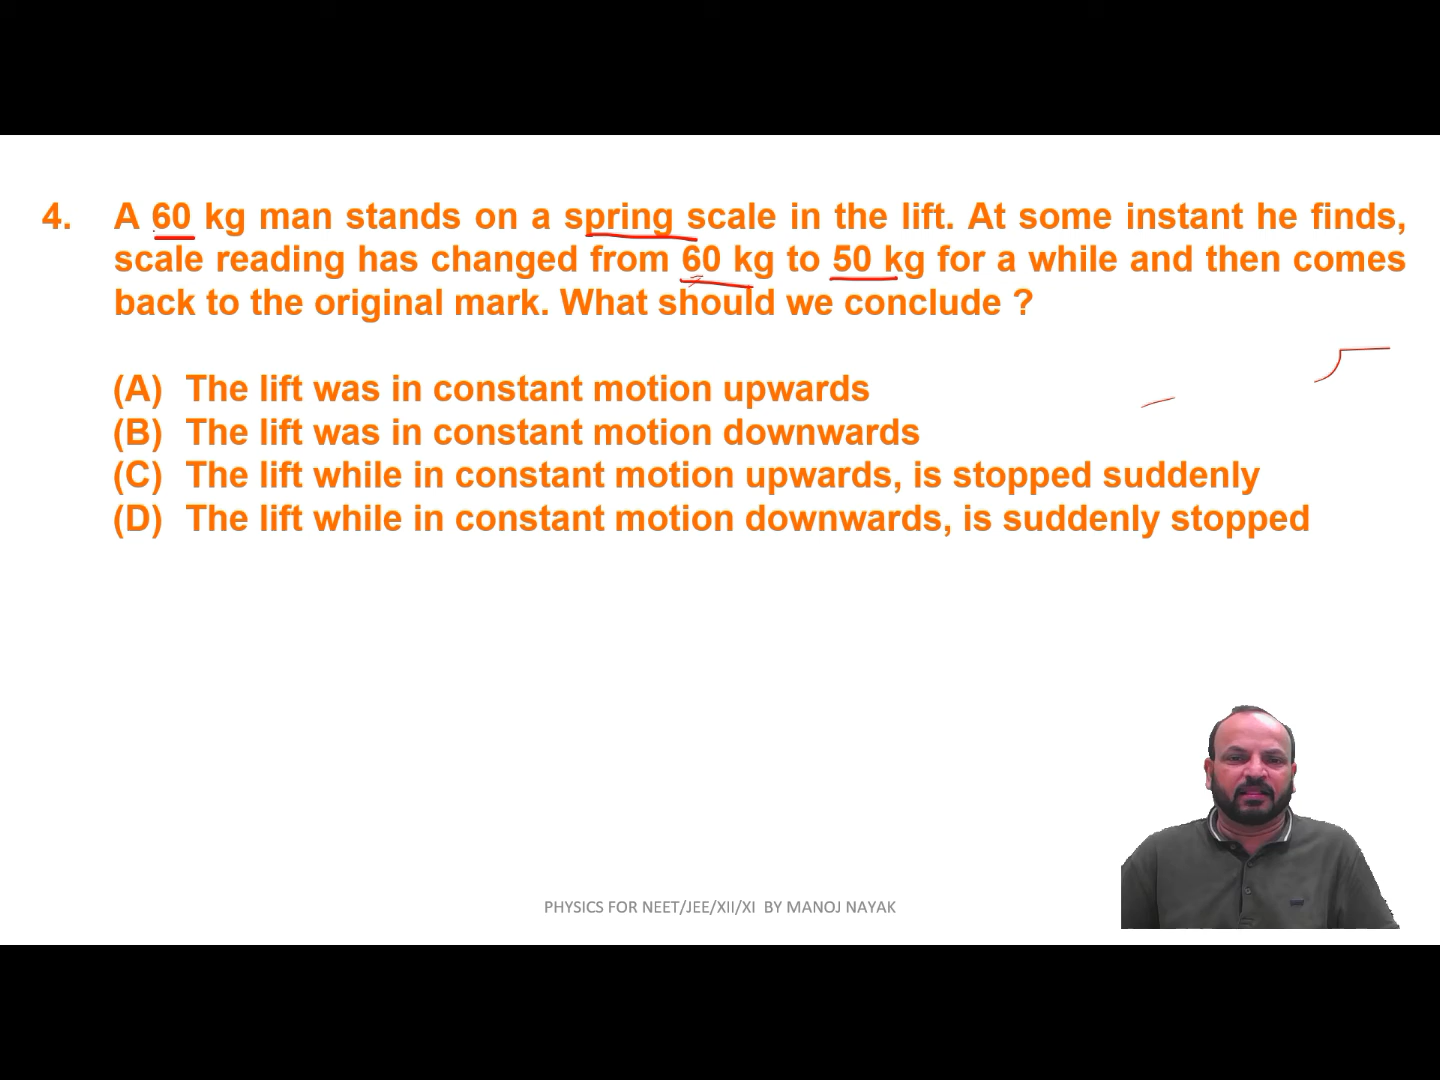 4. A 60 kg man stands on a spring scale in the lift. At some instant he finds,
scale reading has changed from 60 kg to 50 kg for a while and then comes
back to the original mark. What should we conclude ?
(A) The lift was in constant motion upwards
(B) The lift was in constant motion downwards
(C) The lift while in constant motion upwards, is stopped suddenly
(D) The lift while in constant motion downwards, is suddenly stopped
PHYSICS FOR NEET/JEE/XII/XI BY MANOJ NAYAK